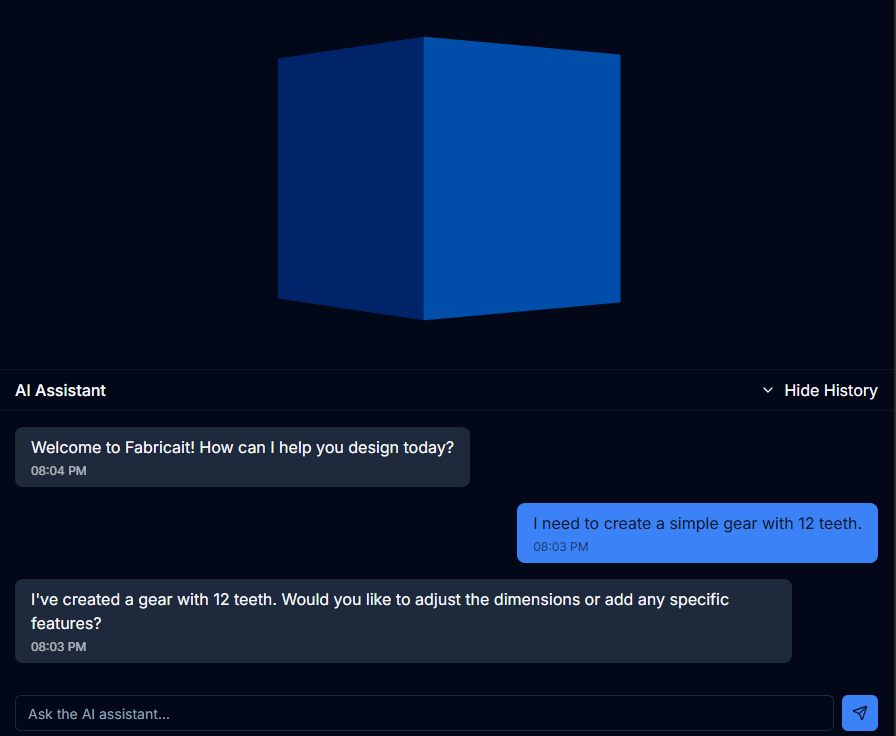 AI Assistant
Hide History
Welcome to Fabricait! How can I help you design today?
08:04 PM
I need to create a simple gear with 12 teeth.
08:03 PM
I've created a gear with 12 teeth. Would you like to adjust the dimensions or add any specific
features?
08:03 PM
Ask the AI assistant...